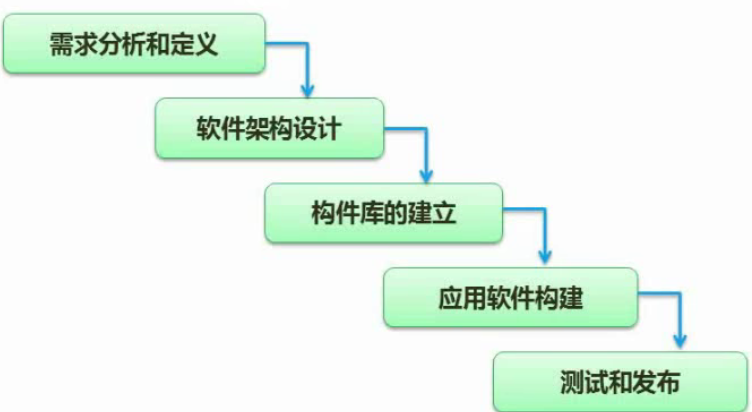 需求分析和定义
软件架构设计
构件库的建立
应用软件构建
测试和发布